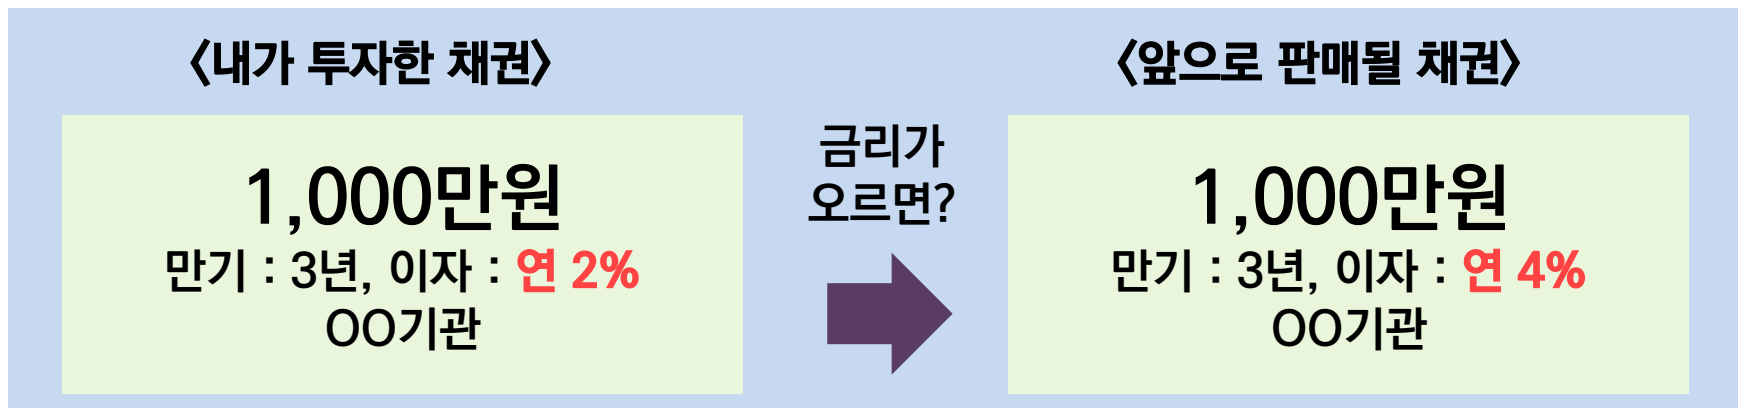 <내가 투자한 채권>
1,000만원
만기 : 3년, 이자 : 연 2%
OO기관
금리가
오르면?
<앞으로 판매될 채권>
1,000만원
만기 : 3년, 이자 : 연 4%
OO기관